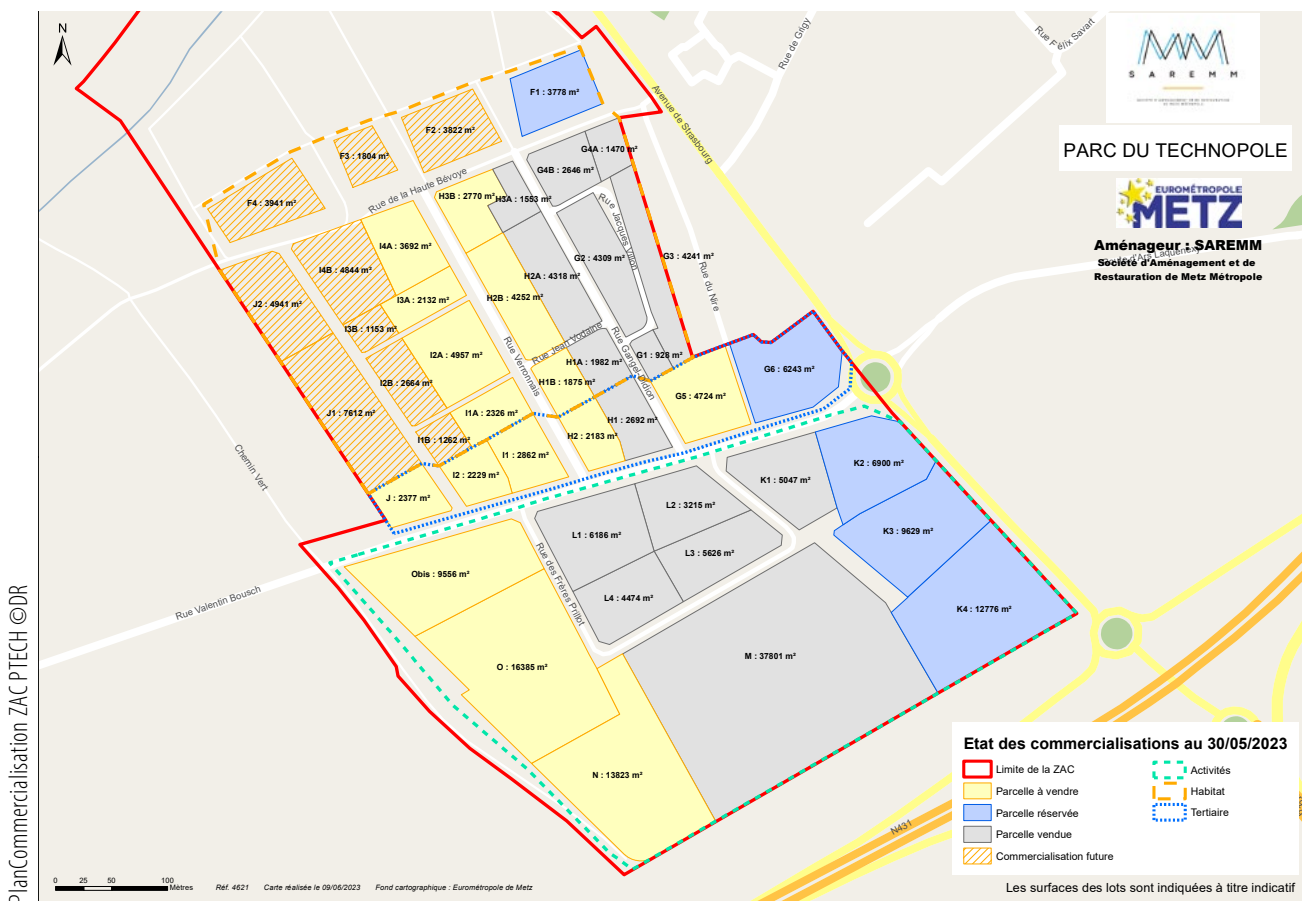 N
PlanCommercialisation ZAC PTECH ©DR
SAREMM
PARC DU TECHNOPOLE
EUROMÉTROPOLE
METZ
Aménageur : SAREMM
Société d'Aménagement et de
Restauration de Metz Métropole
Rue Félix Savart
Rue de Grigy
Avenue de Strasbourg
F1 : 3778 m²
F2 : 3822 m²
F3 : 1804 m²
F4 : 3941 m²
Rue de la Haute Bévoye
G4A : 1470 m²
G4B : 2646 m²
H3B : 2770 m²
H3A : 1553 m²
Rue Jacques Villon
I4A : 3692 m²
I4B : 4844 m²
G2 : 4309 m²
G3 : 4241 m²
Rue du Nire
H2A : 4318 m²
H2B : 4252 m²
J2 : 4941 m²
I3A : 2132 m²
I3B : 1153 m²
Rue Jean Vodaine
Rue Verronnais
Rue Gangel Didion
I2A : 4957 m²
H1A : 1982 m²
G1 : 928 m²
G6 : 6243 m²
I2B : 2664 m²
H1B : 1875 m²
G5 : 4724 m²
J1 : 7612 m²
I1A : 2326 m²
H1 : 2692 m²
I1B : 1262 m²
H2 : 2183 m²
I1 : 2862 m²
Chemin Vert
I2 : 2229 m²
J : 2377 m²
K2 : 6900 m²
K1 : 5047 m²
L2 : 3215 m²
K3 : 9629 m²
L1 : 6186 m²
L3 : 5626 m²
Obis : 9556 m²
Rue des Frères Prillot
L4 : 4474 m²
Rue Valentin Bousch
K4 : 12776 m²
M : 37801 m²
O : 16385 m²
N : 13823 m²
N431
Etat des commercialisations au 30/05/2023
Limite de la ZAC
Parcelle à vendre
Parcelle réservée
Parcelle vendue
Commercialisation future
Activités
Habitat
Tertiaire
0 25 50 100
Mètres
Réf. 4621 Carte réalisée le 09/06/2023 Fond cartographique : Eurométropole de Metz
Les surfaces des lots sont indiquées à titre indicatif